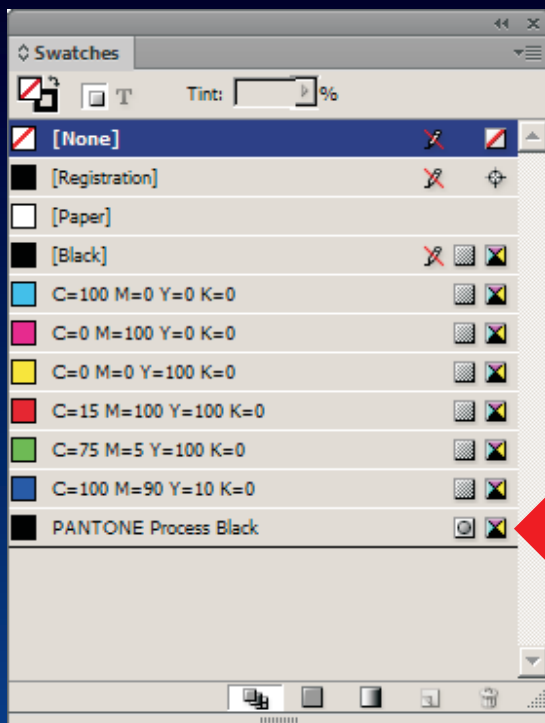 Swatches
T Tint: %
[None]
[Registration]
[Paper]
[Black]
C=100 M=0 Y=0 K=0
C=0 M=100 Y=0 K=0
C=0 M=0 Y=100 K=0
C=15 M=100 Y=100 K=0
C=75 M=5 Y=100 K=0
C=100 M=90 Y=10 K=0
PANTONE Process Black